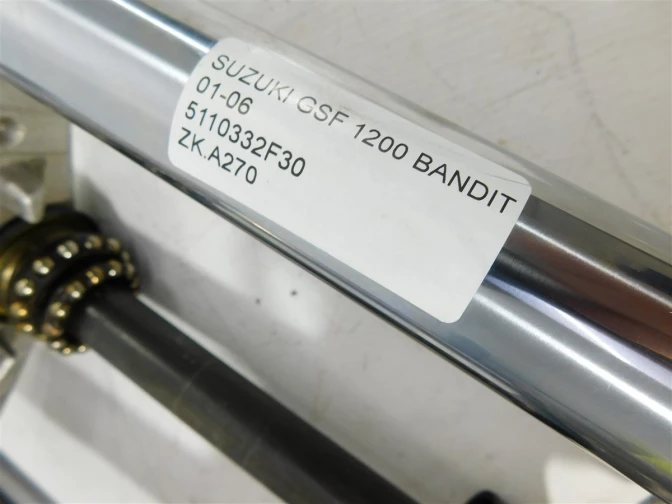 SUZUKI GSF 1200 BANDIT
01-06
5110332F30
ZK.A270